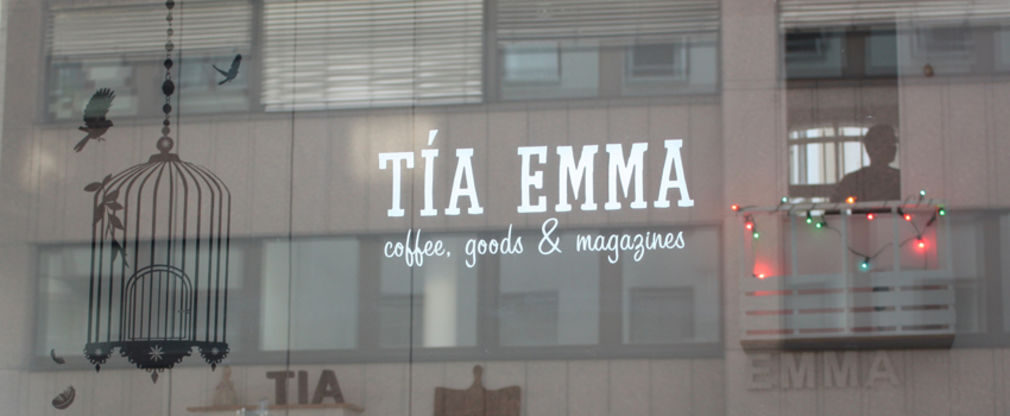 TÍA EMMA
coffee, goods & magazines
TIA
EMMA